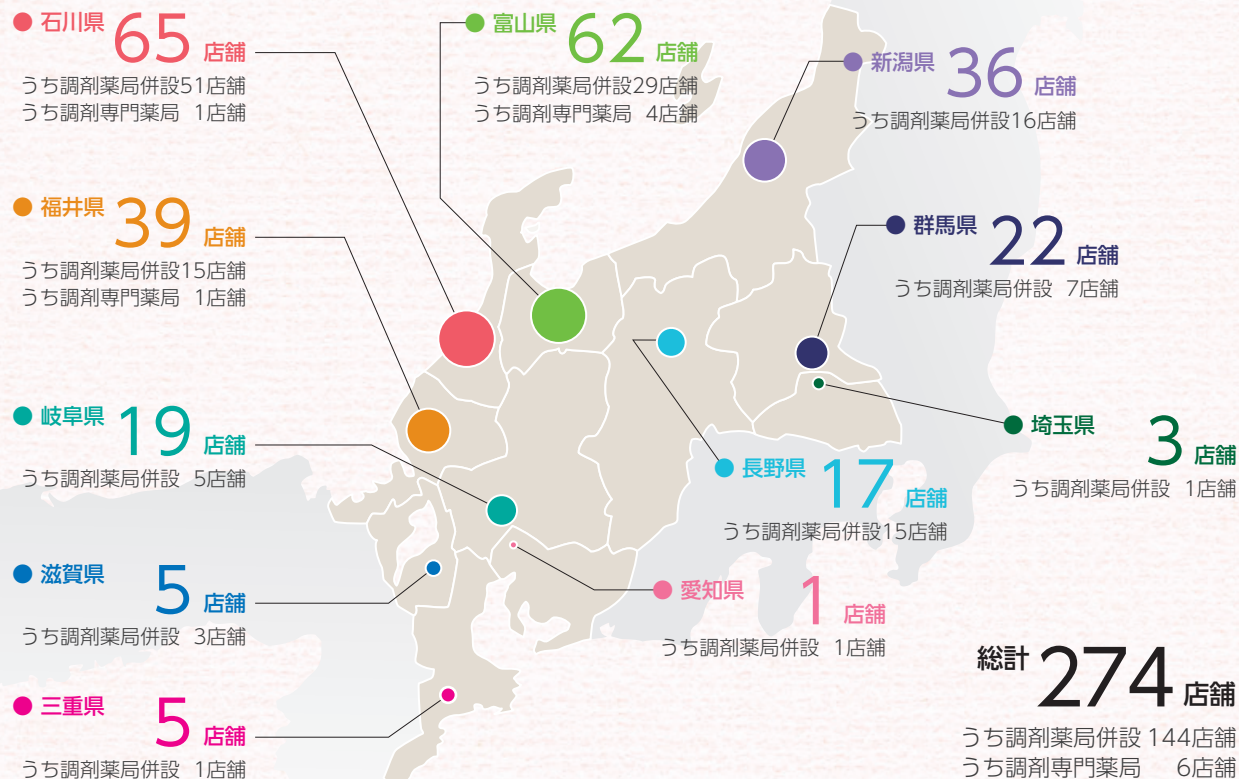 石川県 65 店舗
うち調剤薬局併設51店舗
うち調剤専門薬局 1店舗
富山県 62 店舗
うち調剤薬局併設29店舗
うち調剤専門薬局 4店舗
新潟県 36 店舗
うち調剤薬局併設16店舗
福井県 39 店舗
うち調剤薬局併設15店舗
うち調剤専門薬局 1店舗
群馬県 22 店舗
うち調剤薬局併設 7店舗
岐阜県 19 店舗
うち調剤薬局併設 5店舗
埼玉県 3 店舗
うち調剤薬局併設 1店舗
長野県 17 店舗
うち調剤薬局併設15店舗
滋賀県 5 店舗
うち調剤薬局併設 3店舗
愛知県 1 店舗
うち調剤薬局併設 1店舗
三重県 5 店舗
うち調剤薬局併設 1店舗
総計 274 店舗
うち調剤薬局併設 144店舗
うち調剤専門薬局 6店舗